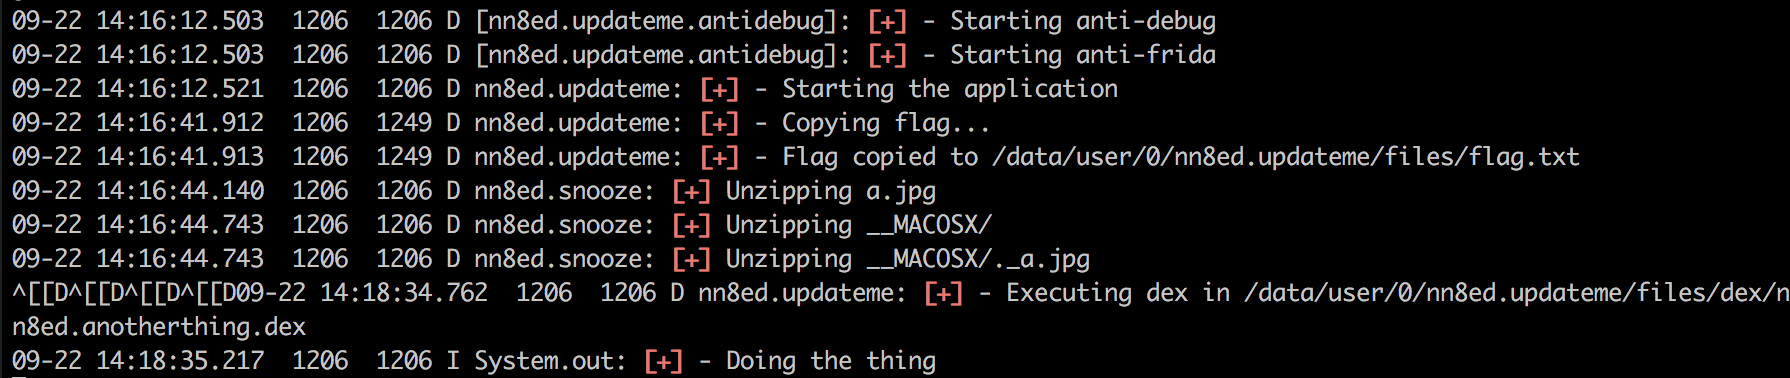 09-22 14:16:12.503  1206  1206 D [nn8ed.updateme.antidebug]: [+] - Starting anti-debug
09-22 14:16:12.503  1206  1206 D [nn8ed.updateme.antidebug]: [+] - Starting anti-frida
09-22 14:16:12.521  1206  1206 D nn8ed.updateme: [+] - Starting the application
09-22 14:16:41.912  1206  1249 D nn8ed.updateme: [+] - Copying flag...
09-22 14:16:41.913  1206  1249 D nn8ed.updateme: [+] - Flag copied to /data/user/0/nn8ed.updateme/files/flag.txt
09-22 14:16:44.140  1206  1206 D nn8ed.snooze: [+] Unzipping a.jpg
09-22 14:16:44.743  1206  1206 D nn8ed.snooze: [+] Unzipping __MACOSX/
09-22 14:16:44.743  1206  1206 D nn8ed.snooze: [+] Unzipping __MACOSX/._a.jpg
^[[D^[[D^[[D^[[D09-22 14:18:34.762  1206  1206 D nn8ed.updateme: [+] - Executing dex in /data/user/0/nn8ed.updateme/files/dex/n
n8ed.anotherthing.dex
09-22 14:18:35.217  1206  1206 I System.out: [+] - Doing the thing